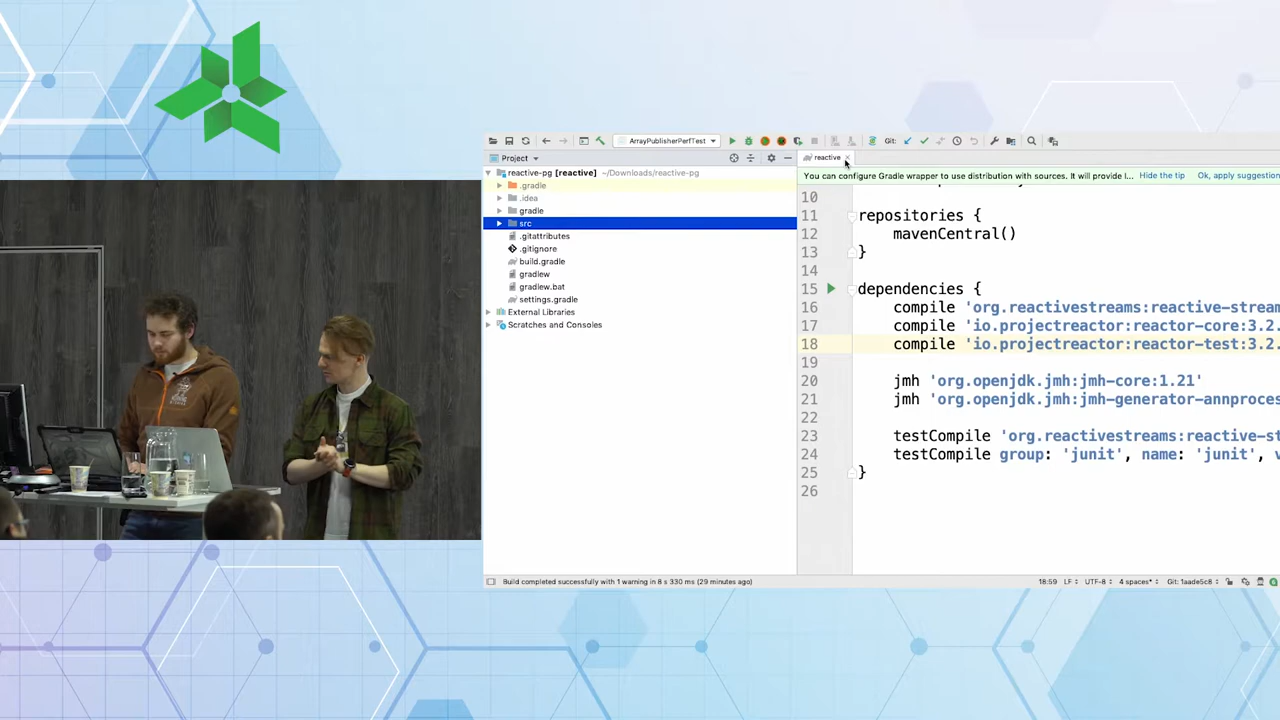 ArrayPublisherPerfTest
Git:
Project
reactive
reactive-pg [reactive] ~/Downloads/reactive-pg
.gradle
.idea
gradle
src
.gitattributes
.gitignore
build.gradle
gradlew
gradlew.bat
settings.gradle
External Libraries
Scratches and Consoles
You can configure Gradle wrapper to use distribution with sources. It will provide I... Hide the tip Ok, apply suggestion
10
11 repositories {
12 mavenCentral()
13 }
14
15 dependencies {
16 compile 'org.reactivestreams:reactive-stream
17 compile 'io.projectreactor:reactor-core:3.2.
18 compile 'io.projectreactor:reactor-test:3.2.
19
20 jmh 'org.openjdk.jmh:jmh-core:1.21'
21 jmh 'org.openjdk.jmh:jmh-generator-annproces
22
23 testCompile 'org.reactivestreams:reactive-st
24 testCompile group: 'junit', name: 'junit', v
25 }
26
Build completed successfully with 1 warning in 8 s 330 ms (29 minutes ago)
18:59 LF UTF-8 4 spaces* Git: 1aade5c8